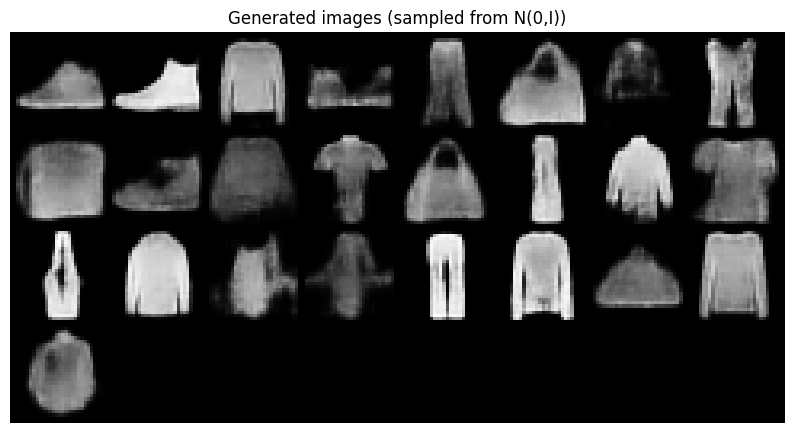 Generated images (sampled from N(0,I))